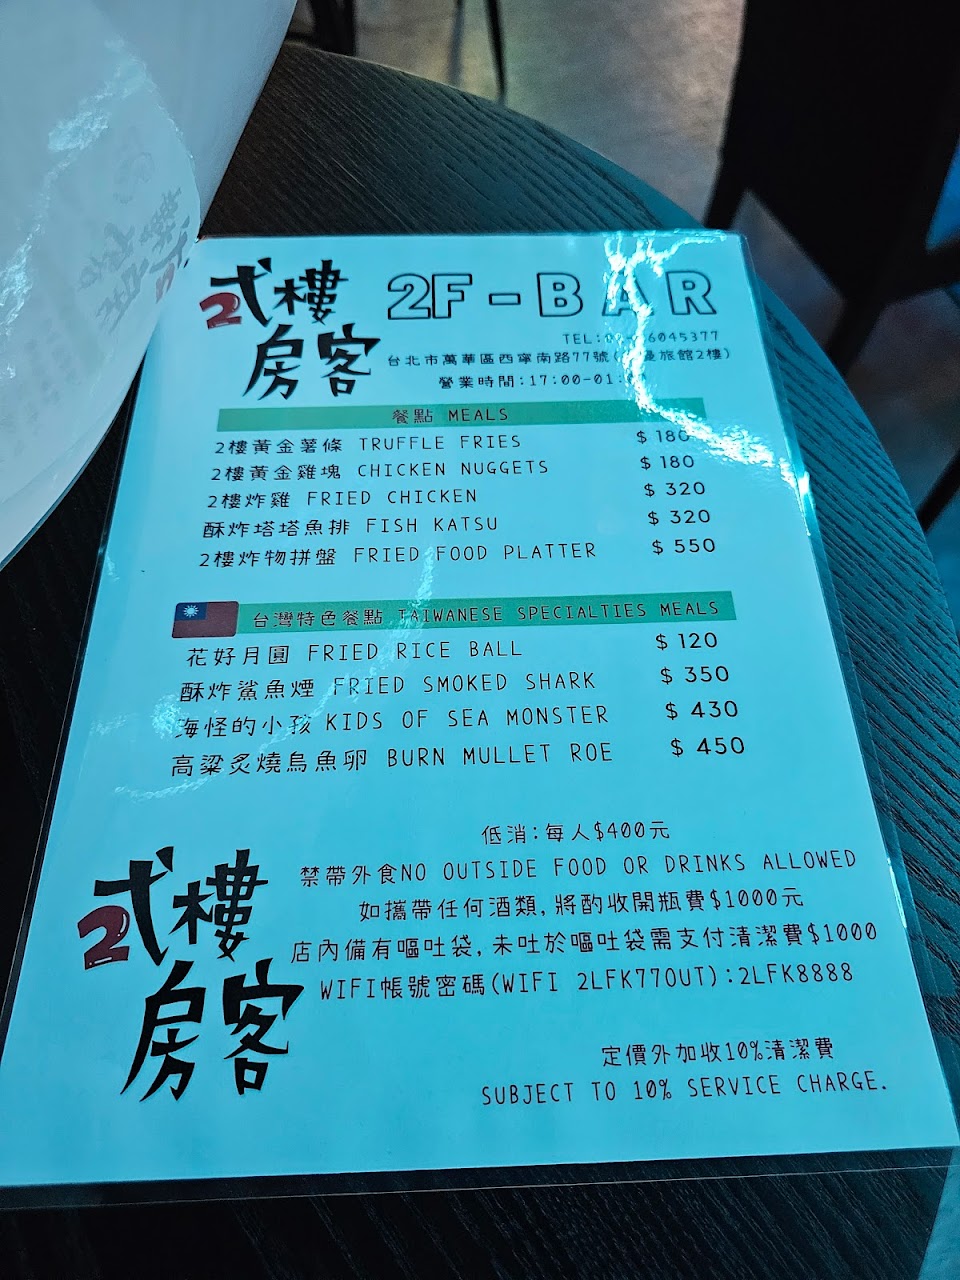 弍樓
2
房客
2F-BAR
台北市萬華區西寧南路77號
營業時間:17:00-01:
餐點 MEALS
2樓黃金薯條 TRUFFLE FRIES $ 180
2樓黃金雞塊 CHICKEN NUGGETS $ 180
2樓炸雞 FRIED CHICKEN $ 320
酥炸塔塔魚排 FISH KATSU $ 320
2樓炸物拼盤 FRIED FOOD PLATTER $ 550
台灣特色餐點 TAIWANESE SPECIALTIES MEALS
花好月圓 FRIED RICE BALL $ 120
酥炸鯊魚煙 FRIED SMOKED SHARK $ 350
海怪的小孩 KIDS OF SEA MONSTER $ 430
高粱炙燒烏魚卵 BURN MULLET ROE $ 450
低消:每人$400元
禁帶外食NO OUTSIDE FOOD OR DRINKS ALLOWED
如攜帶任何酒類,將酌收開瓶費$1000元
店內備有嘔吐袋,未吐於嘔吐袋需支付清潔費$1000
WIFI帳號密碼(WIFI 2LFK77OUT):2LFK8888
弍樓
2
房客
定價外加收10%清潔費
SUBJECT TO 10% SERVICE CHARGE.